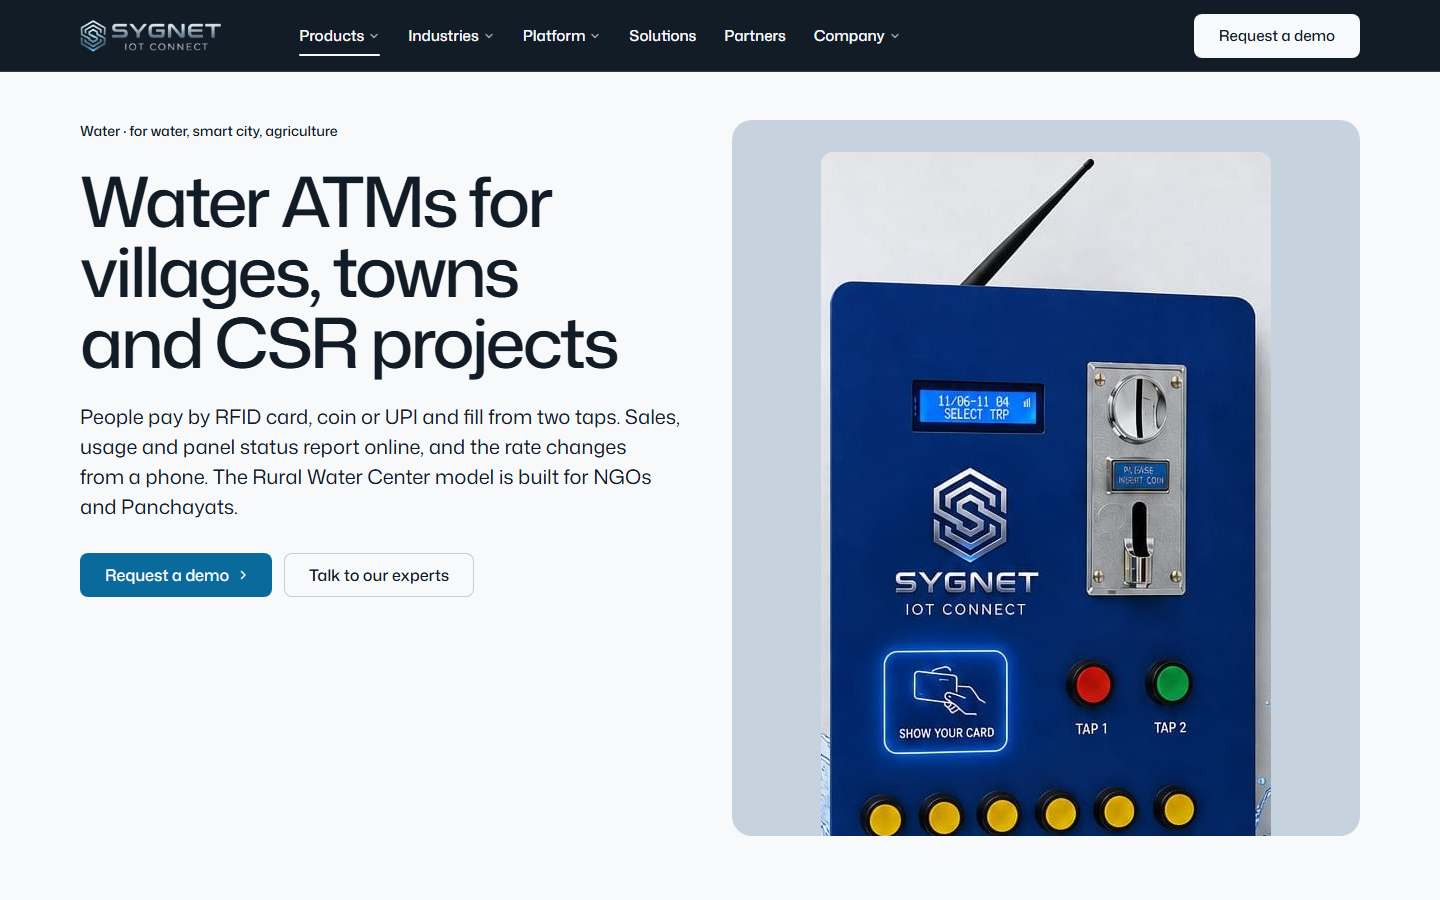 SYGNET
IOT CONNECT
Products
Industries
Platform
Solutions
Partners
Company
Request a demo
Water · for water, smart city, agriculture
Water ATMs for
villages, towns
and CSR projects
People pay by RFID card, coin or UPI and fill from two taps. Sales,
usage and panel status report online, and the rate changes
from a phone. The Rural Water Center model is built for NGOs
and Panchayats.
Request a demo
Talk to our experts
11/06-11 04
SELECT TRP
PLEASE
INSERT COIN
SYGNET
IOT CONNECT
SHOW YOUR CARD
TAP 1
TAP 2